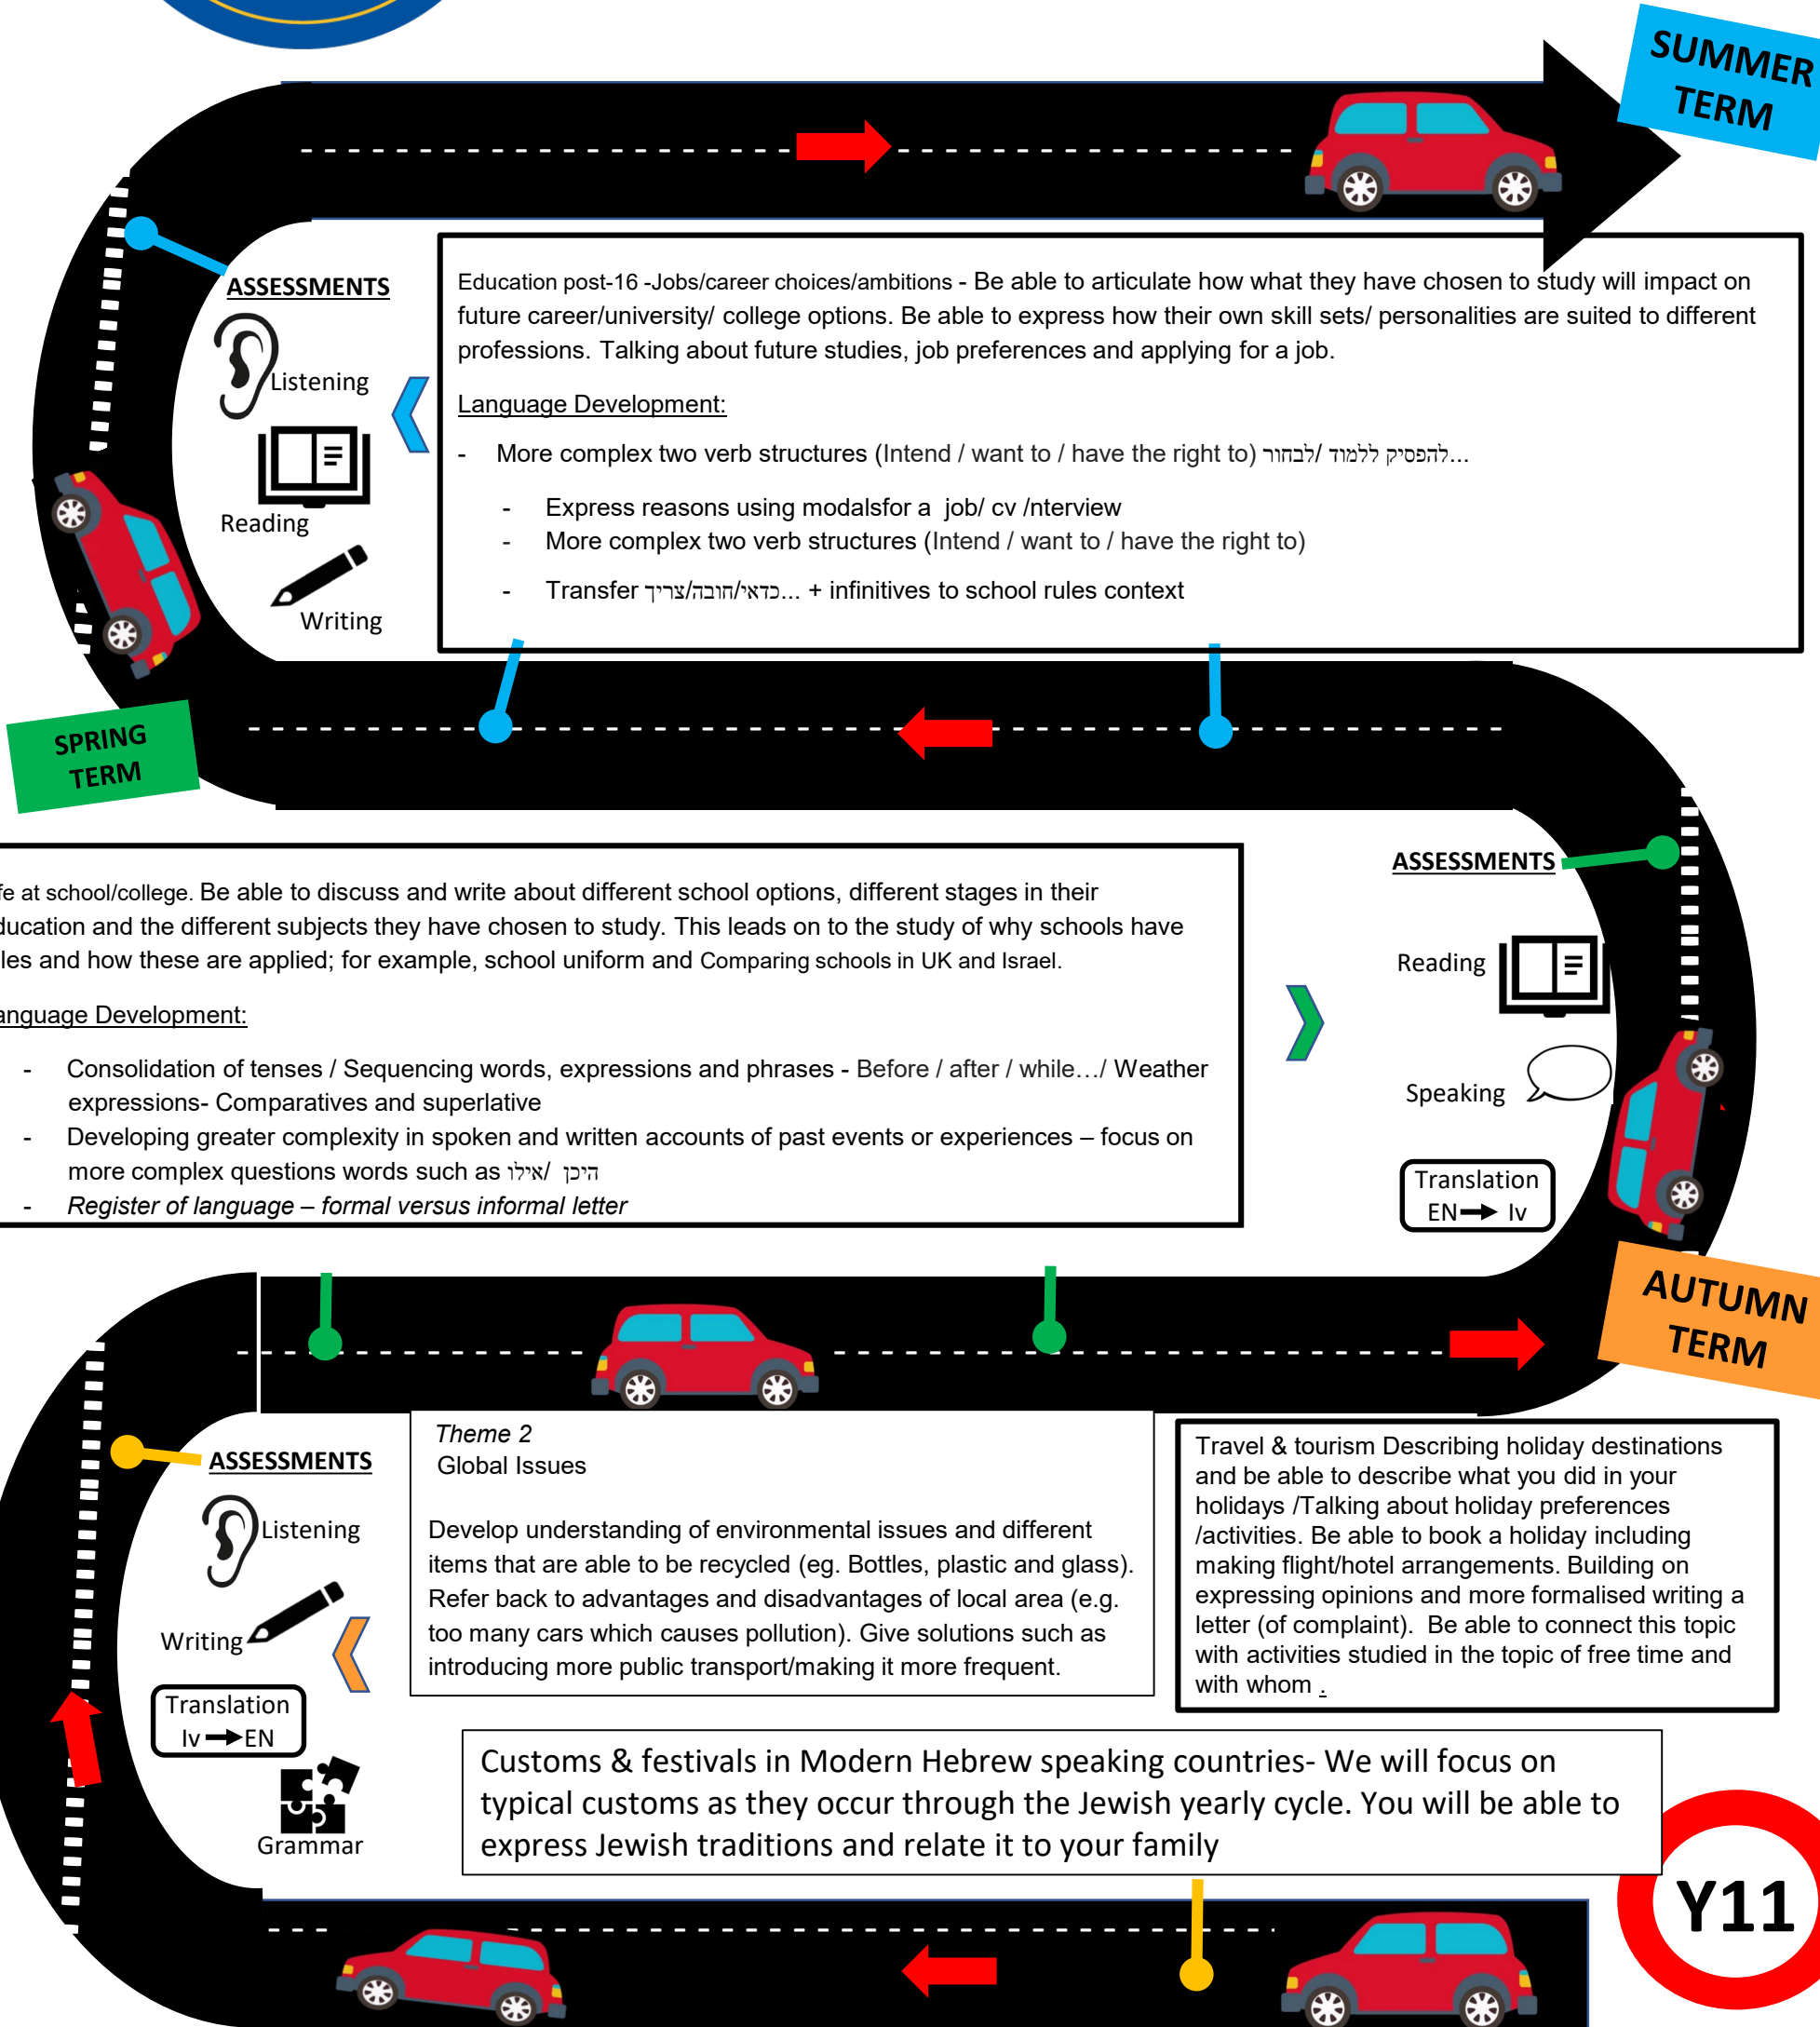 SUMMER
TERM
ASSESSMENTS
Listening
Reading
Writing
Education post-16 -Jobs/career choices/ambitions - Be able to articulate how what they have chosen to study will impact on
future career/university/ college options. Be able to express how their own skill sets/ personalities are suited to different
professions. Talking about future studies, job preferences and applying for a job.
Language Development:
- More complex two verb structures (Intend / want to / have the right to) להפסיק ללמוד /לבחור...
- Express reasons using modalsfor a job/ cv /nterview
- More complex two verb structures (Intend / want to / have the right to)
- Transfer כדאי/חובה/צריך... + infinitives to school rules context
SPRING
TERM
fe at school/college. Be able to discuss and write about different school options, different stages in their
ducation and the different subjects they have chosen to study. This leads on to the study of why schools have
les and how these are applied; for example, school uniform and Comparing schools in UK and Israel.
anguage Development:
- Consolidation of tenses / Sequencing words, expressions and phrases - Before / after / while…/ Weather
expressions- Comparatives and superlative
- Developing greater complexity in spoken and written accounts of past events or experiences – focus on
more complex questions words such as היכן /אילו
- Register of language – formal versus informal letter
ASSESSMENTS
Reading
Speaking
Translation
EN → Iv
AUTUMN
TERM
ASSESSMENTS
Listening
Writing
Translation
Iv → EN
Grammar
Theme 2
Global Issues
Develop understanding of environmental issues and different
items that are able to be recycled (eg. Bottles, plastic and glass).
Refer back to advantages and disadvantages of local area (e.g.
too many cars which causes pollution). Give solutions such as
introducing more public transport/making it more frequent.
Travel & tourism Describing holiday destinations
and be able to describe what you did in your
holidays /Talking about holiday preferences
/activities. Be able to book a holiday including
making flight/hotel arrangements. Building on
expressing opinions and more formalised writing a
letter (of complaint). Be able to connect this topic
with activities studied in the topic of free time and
with whom .
Customs & festivals in Modern Hebrew speaking countries- We will focus on
typical customs as they occur through the Jewish yearly cycle. You will be able to
express Jewish traditions and relate it to your family
Y11